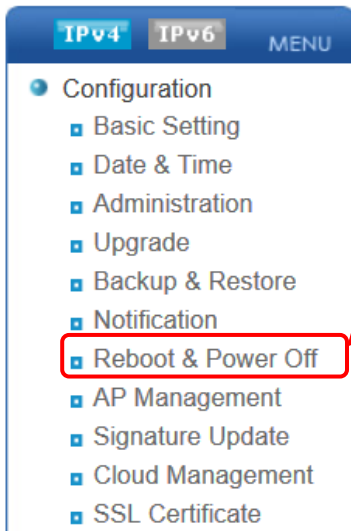 IPv4 IPv6 MENU
Configuration
Basic Setting
Date & Time
Administration
Upgrade
Backup & Restore
Notification
Reboot & Power Off
AP Management
Signature Update
Cloud Management
SSL Certificate